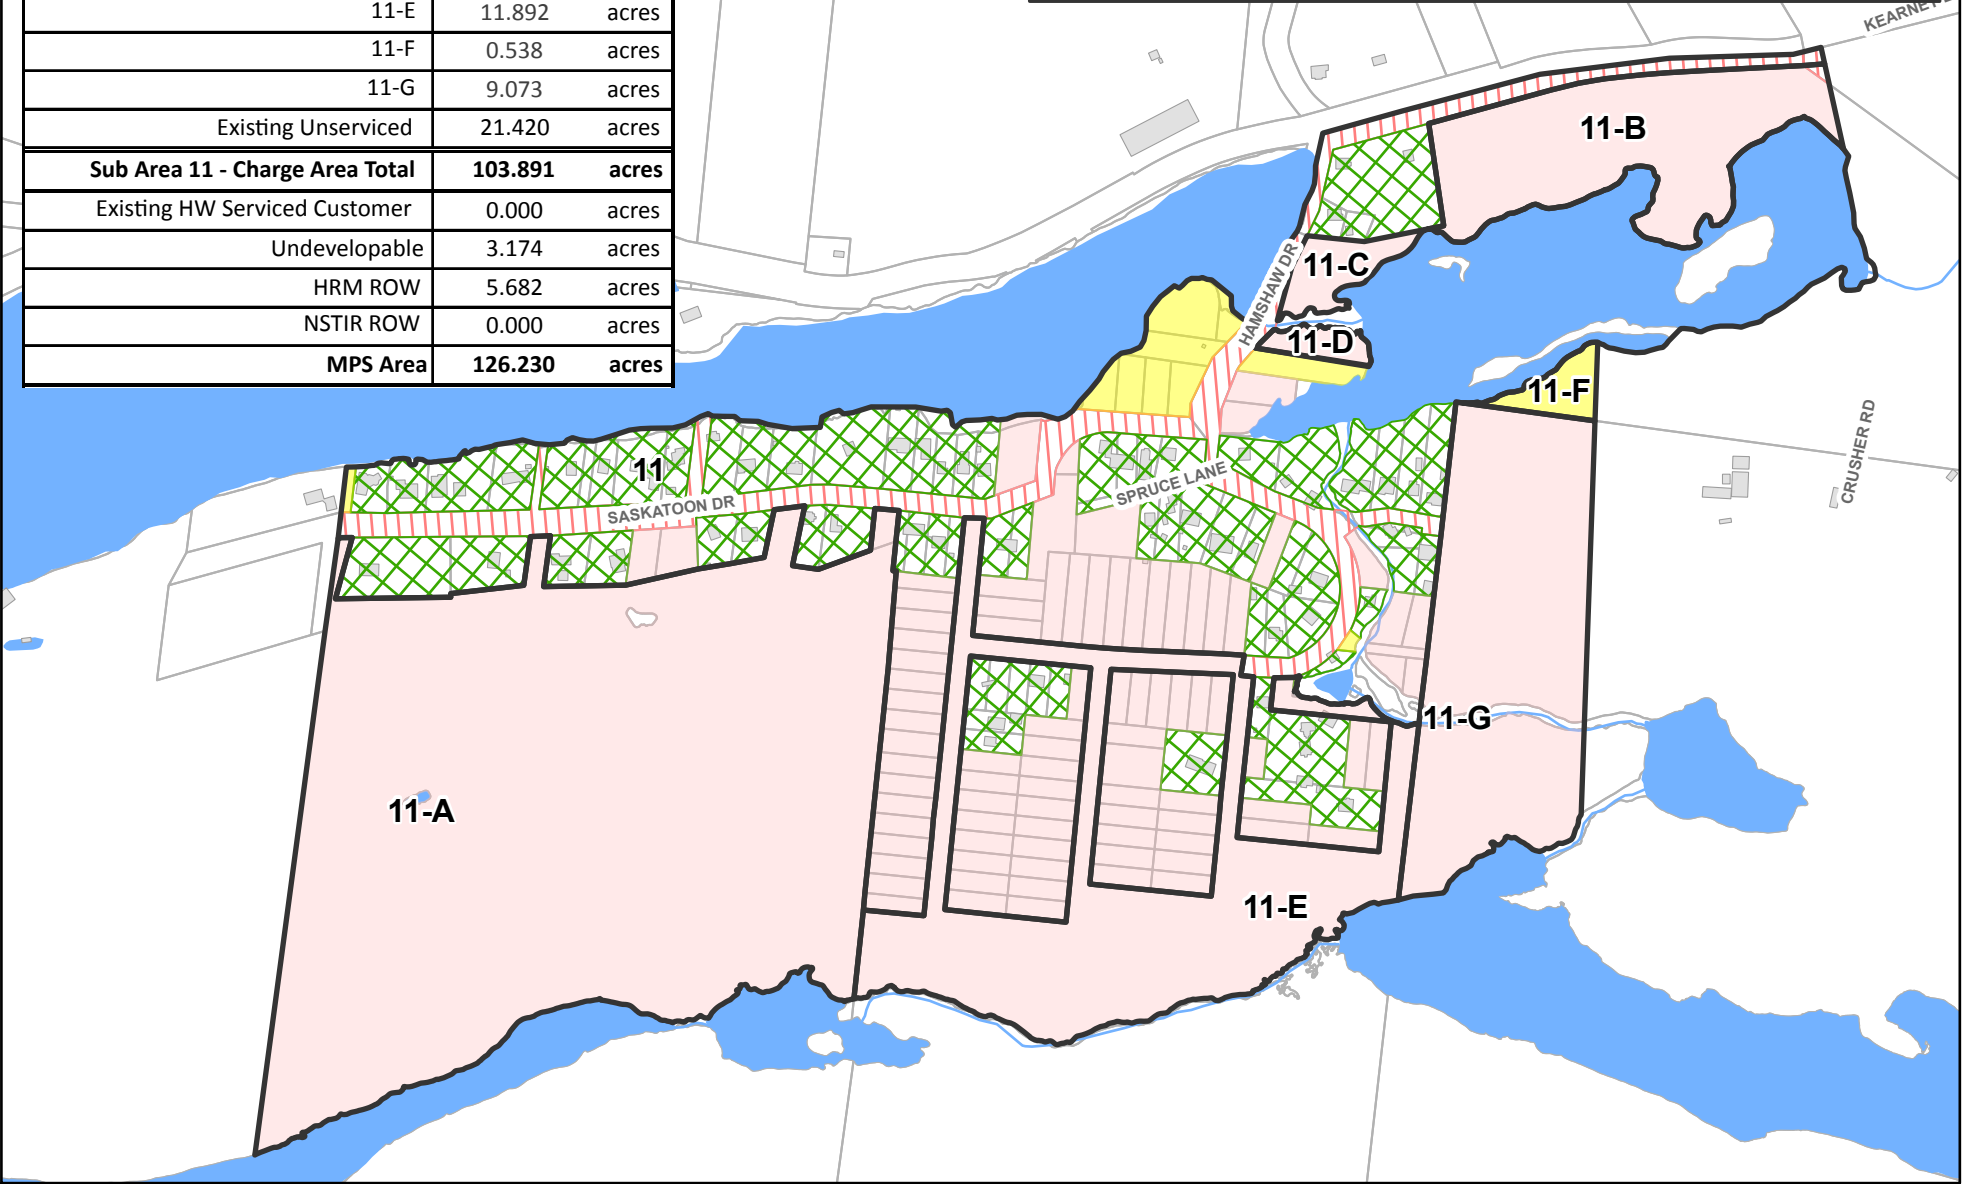 11-E 11.892 acres
11-F 0.538 acres
11-G 9.073 acres
Existing Unserviced 21.420 acres
Sub Area 11 - Charge Area Total 103.891 acres
Existing HW Serviced Customer 0.000 acres
Undevelopable 3.174 acres
HRM ROW 5.682 acres
NSTIR ROW 0.000 acres
MPS Area 126.230 acres
11-B
11-C
HAMSHAW DR
11-D
11-F
CRUSHER RD
11
SPRUCE LANE
SASKATOON DR
11-G
11-A
11-E